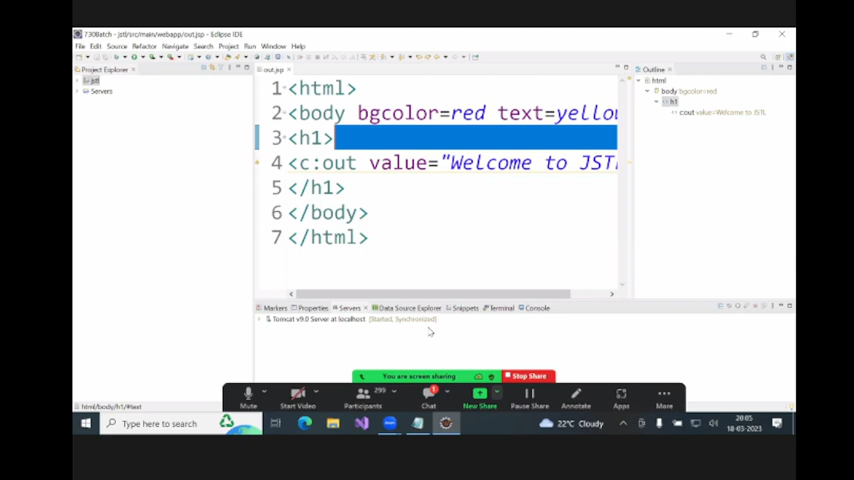 730Batch - jstl/src/main/webapp/out.jsp - Eclipse IDE
File Edit Source Refactor Navigate Search Project Run Window Help
Project Explorer
jstl
Servers
out.jsp
1 <html>
2 <body bgcolor=red text=yellow
3 <h1>
4 <c:out value="Welcome to JSTL
5 </h1>
6 </body>
7 </html>
Outline
html
body bgcolor=red
h1
c:out value=Welcome to JSTL
Markers Properties Servers Data Source Explorer Snippets Terminal Console
Tomcat v9.0 Server at localhost [Started, Synchronized]
You are screen sharing Stop Share
299 1
Mute Start Video Participants Chat New Share Pause Share Annotate Apps More
html/body/h1/#text
Type here to search
22°C Cloudy
20:05
18-03-2023